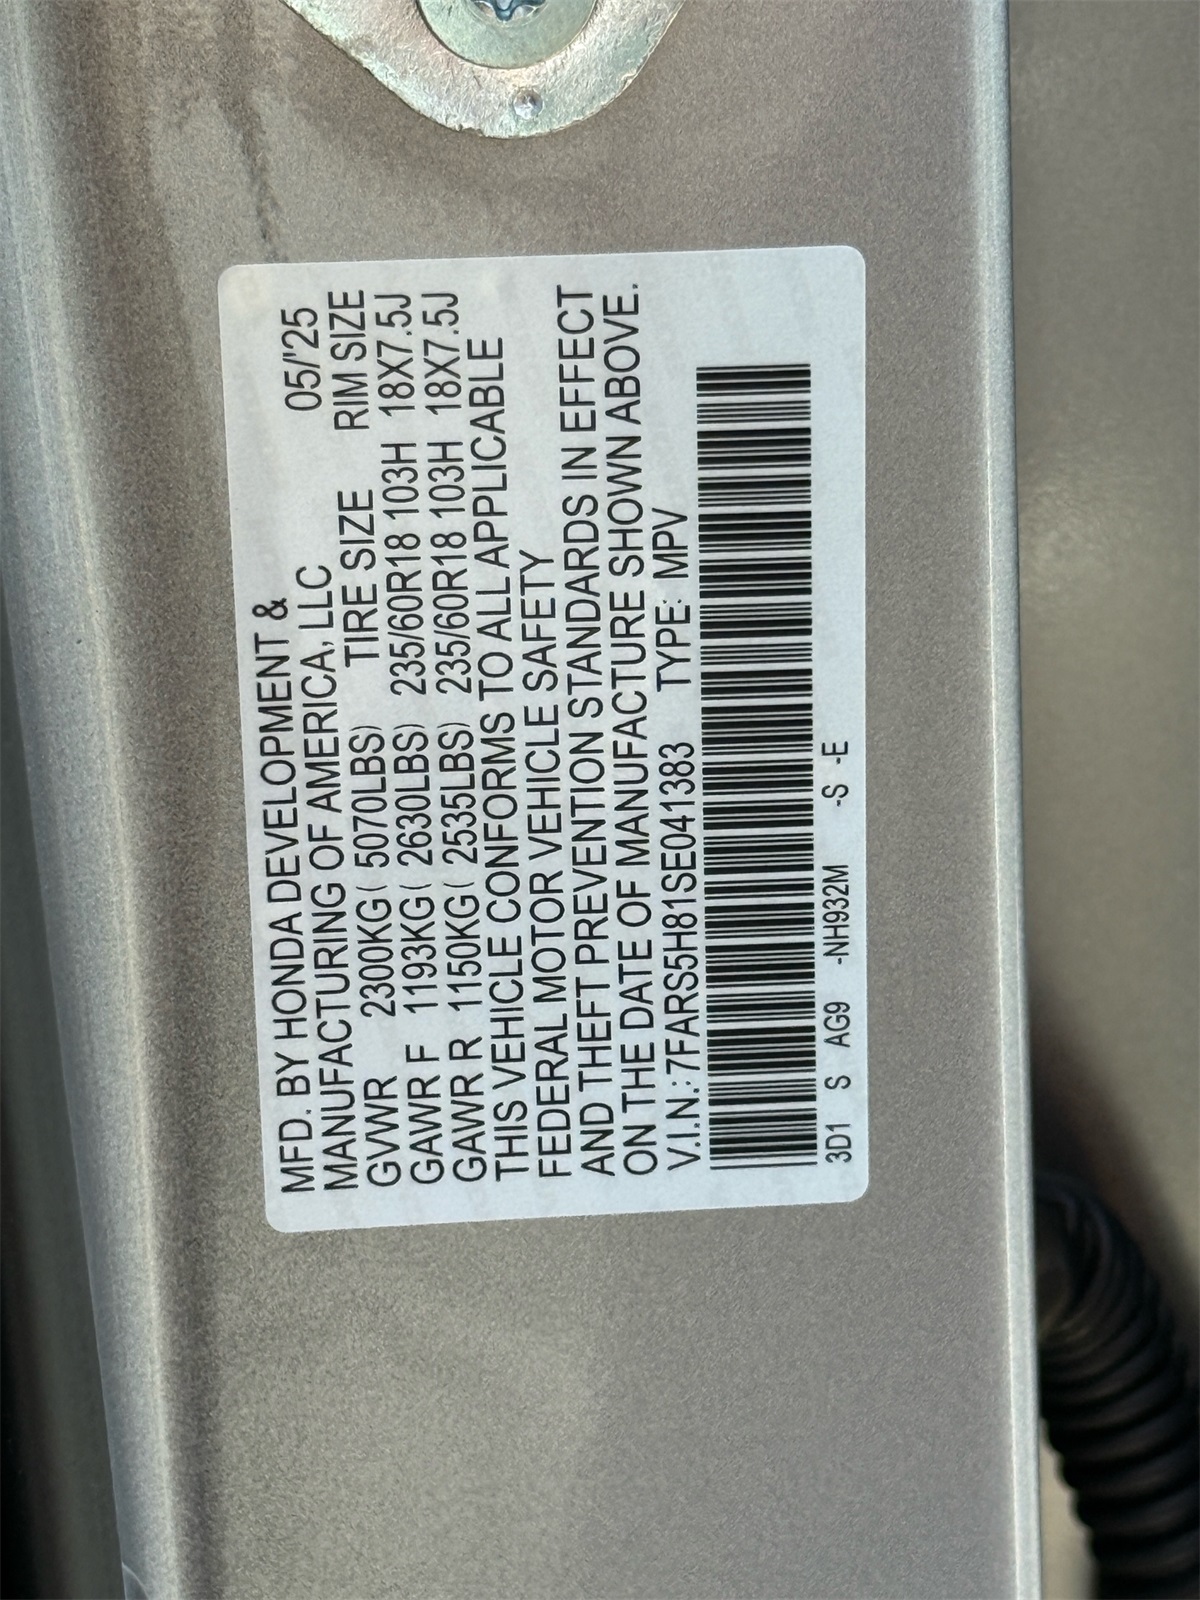 MFD. BY HONDA DEVELOPMENT &
MANUFACTURING OF AMERICA, LLC 05/'25
GVWR 2300KG( 5070LBS) TIRE SIZE RIM SIZE
GAWR F 1193KG( 2630LBS) 235/60R18 103H 18X7.5J
GAWR R 1150KG( 2535LBS) 235/60R18 103H 18X7.5J
THIS VEHICLE CONFORMS TO ALL APPLICABLE
FEDERAL MOTOR VEHICLE SAFETY
AND THEFT PREVENTION STANDARDS IN EFFECT
ON THE DATE OF MANUFACTURE SHOWN ABOVE.
V.I.N.: 7FARS5H81SE041383 TYPE: MPV
3D1 S AG9 -NH932M -S -E